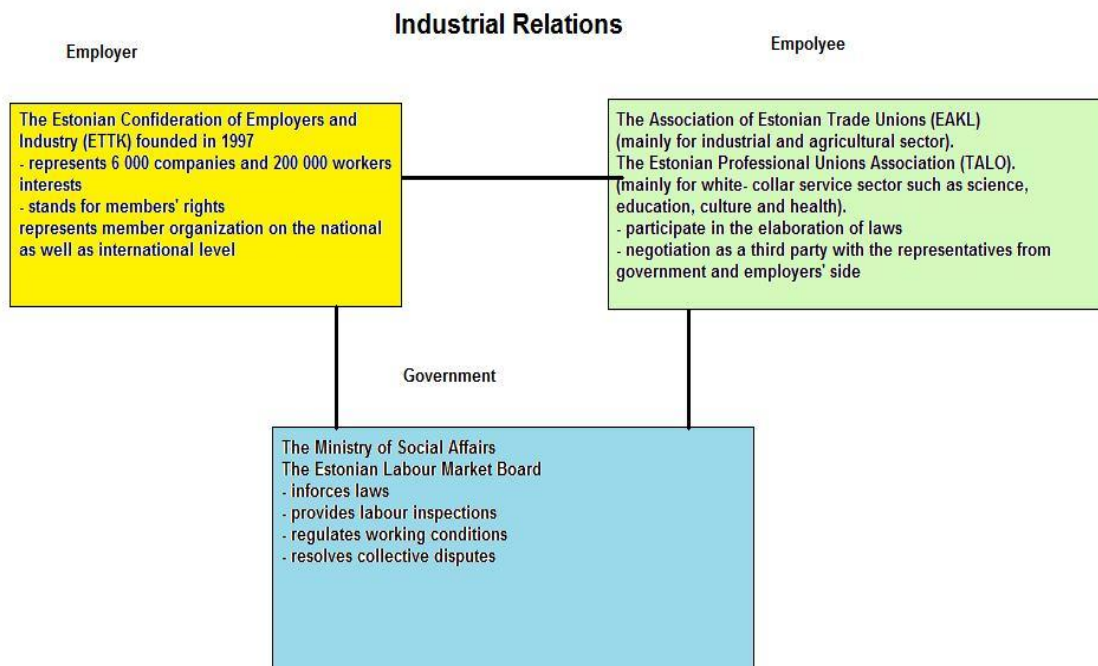 Industrial Relations
Employer
Empolyee
The Estonian Confideration of Employers and
Industry (ETTK) founded in 1997
- represents 6 000 companies and 200 000 workers
interests
- stands for members' rights
represents member organization on the national
as well as international level
The Association of Estonian Trade Unions (EAKL)
(mainly for industrial and agricultural sector).
The Estonian Professional Unions Association (TALO).
(mainly for white- collar service sector such as science,
education, culture and health).
- participate in the elaboration of laws
- negotiation as a third party with the representatives from
government and employers' side
Government
The Ministry of Social Affairs
The Estonian Labour Market Board
- inforces laws
- provides labour inspections
- regulates working conditions
- resolves collective disputes